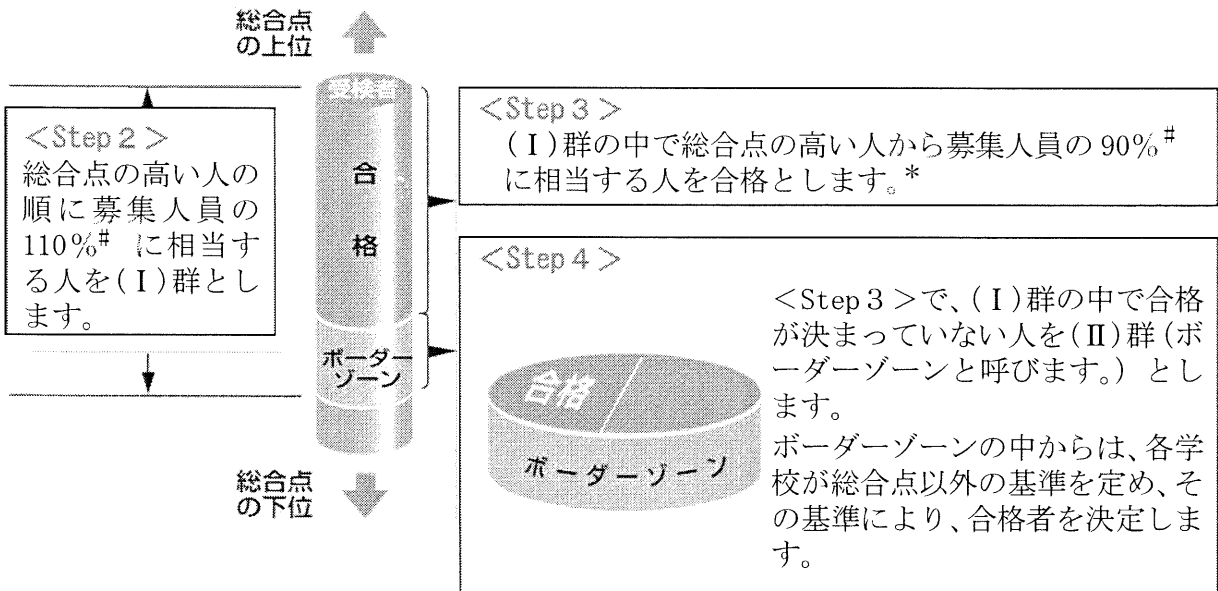 総合点
の上位
受検者
合
格
ボーダー
ゾーン
総合点
の下位
<Step 2>
総合点の高い人の
順に募集人員の
110%# に相当す
る人を(Ⅰ)群とし
ます。
<Step 3>
(Ⅰ)群の中で総合点の高い人から募集人員の 90%#
に相当する人を合格とします。*
<Step 4>
合格
ボーダーゾーン
<Step 3>で、(Ⅰ)群の中で合格
が決まっていない人を(Ⅱ)群(ボ
ーダーゾーンと呼びます。) とし
ます。
ボーダーゾーンの中からは、各学
校が総合点以外の基準を定め、そ
の基準により、合格者を決定しま
す。